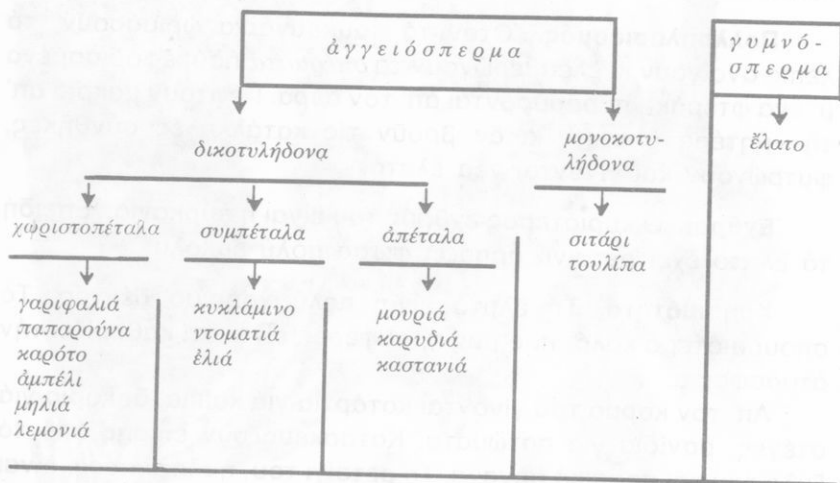 ἀγγειόσπερμα
γυμνό-
σπερμα
δικοτυλήδονα
μονοκοτυ-
λήδονα
ἔλατο
χωριστοπέταλα
συμπέταλα
ἀπέταλα
σιτάρι
τουλίπα
γαριφαλιά
παπαρούνα
καρότο
ἀμπέλι
μηλιά
λεμονιά
κυκλάμινο
ντοματιά
ἐλιά
μουριά
καρυδιά
καστανιά